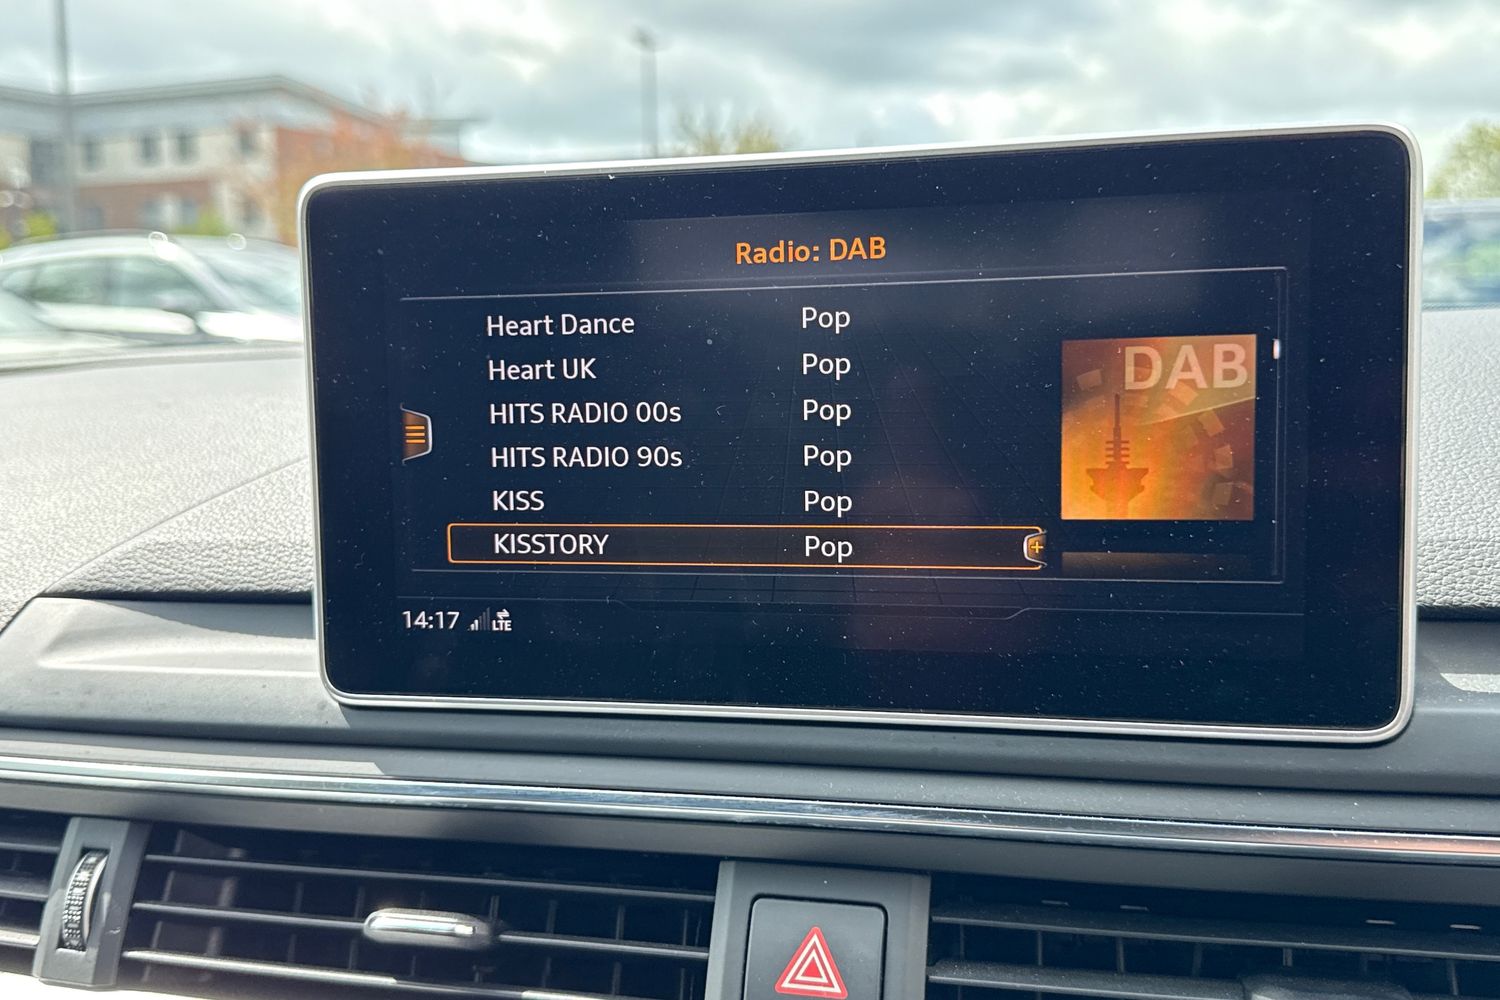 Radio: DAB
Heart Dance Pop
Heart UK Pop
HITS RADIO 00s Pop
HITS RADIO 90s Pop
KISS Pop
KISSTORY Pop
DAB
14:17 LTE